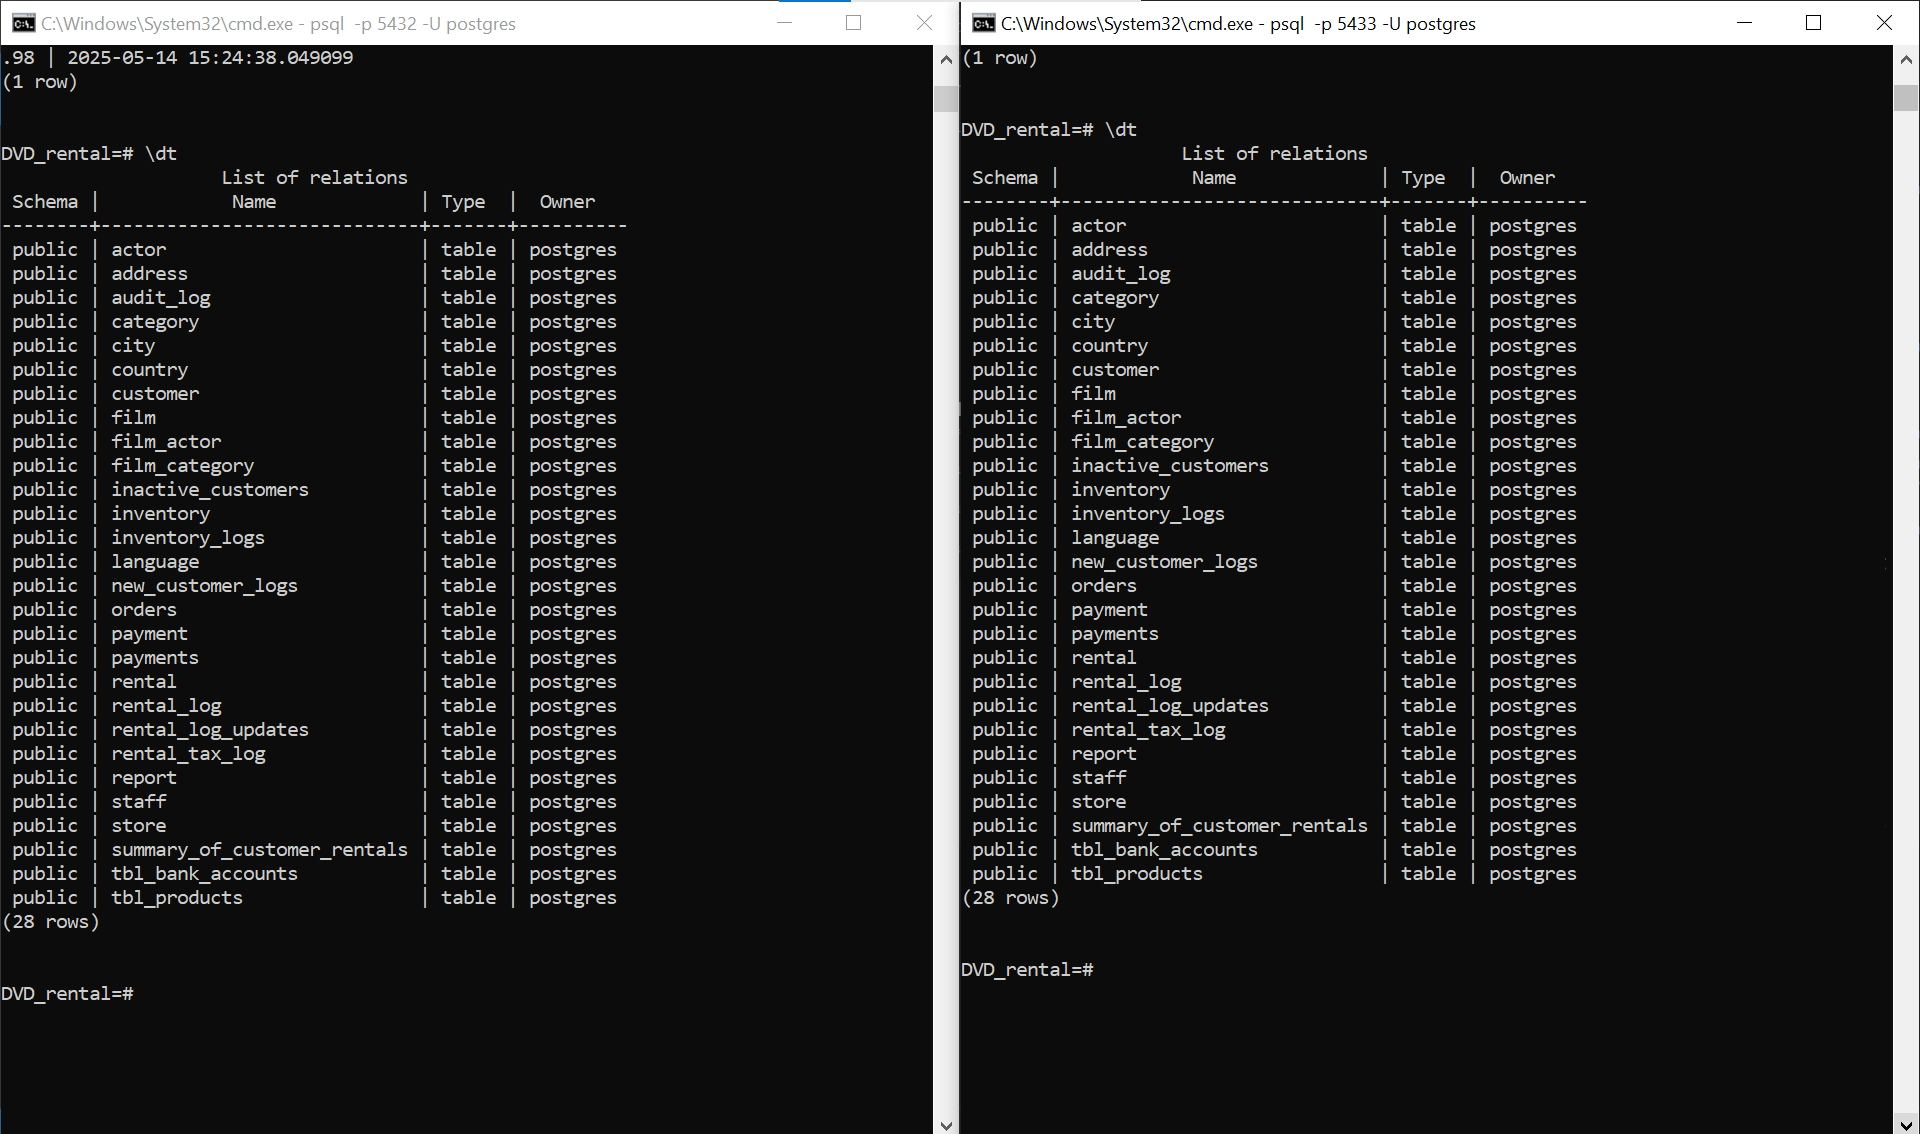 C:\Windows\System32\cmd.exe - psql  -p 5432 -U postgres
.98 | 2025-05-14 15:24:38.049099
(1 row)
DVD_rental=# \dt
                    List of relations
 Schema |            Name             | Type  |  Owner
--------+-----------------------------+-------+----------
 public | actor                       | table | postgres
 public | address                     | table | postgres
 public | audit_log                   | table | postgres
 public | category                    | table | postgres
 public | city                        | table | postgres
 public | country                     | table | postgres
 public | customer                    | table | postgres
 public | film                        | table | postgres
 public | film_actor                  | table | postgres
 public | film_category               | table | postgres
 public | inactive_customers          | table | postgres
 public | inventory                   | table | postgres
 public | inventory_logs              | table | postgres
 public | language                    | table | postgres
 public | new_customer_logs           | table | postgres
 public | orders                      | table | postgres
 public | payment                     | table | postgres
 public | payments                    | table | postgres
 public | rental                      | table | postgres
 public | rental_log                  | table | postgres
 public | rental_log_updates          | table | postgres
 public | rental_tax_log              | table | postgres
 public | report                      | table | postgres
 public | staff                       | table | postgres
 public | store                       | table | postgres
 public | summary_of_customer_rentals | table | postgres
 public | tbl_bank_accounts           | table | postgres
 public | tbl_products                | table | postgres
(28 rows)
DVD_rental=#
C:\Windows\System32\cmd.exe - psql  -p 5433 -U postgres
(1 row)
DVD_rental=# \dt
                    List of relations
 Schema |            Name             | Type  |  Owner
--------+-----------------------------+-------+----------
 public | actor                       | table | postgres
 public | address                     | table | postgres
 public | audit_log                   | table | postgres
 public | category                    | table | postgres
 public | city                        | table | postgres
 public | country                     | table | postgres
 public | customer                    | table | postgres
 public | film                        | table | postgres
 public | film_actor                  | table | postgres
 public | film_category               | table | postgres
 public | inactive_customers          | table | postgres
 public | inventory                   | table | postgres
 public | inventory_logs              | table | postgres
 public | language                    | table | postgres
 public | new_customer_logs           | table | postgres
 public | orders                      | table | postgres
 public | payment                     | table | postgres
 public | payments                    | table | postgres
 public | rental                      | table | postgres
 public | rental_log                  | table | postgres
 public | rental_log_updates          | table | postgres
 public | rental_tax_log              | table | postgres
 public | report                      | table | postgres
 public | staff                       | table | postgres
 public | store                       | table | postgres
 public | summary_of_customer_rentals | table | postgres
 public | tbl_bank_accounts           | table | postgres
 public | tbl_products                | table | postgres
(28 rows)
DVD_rental=#